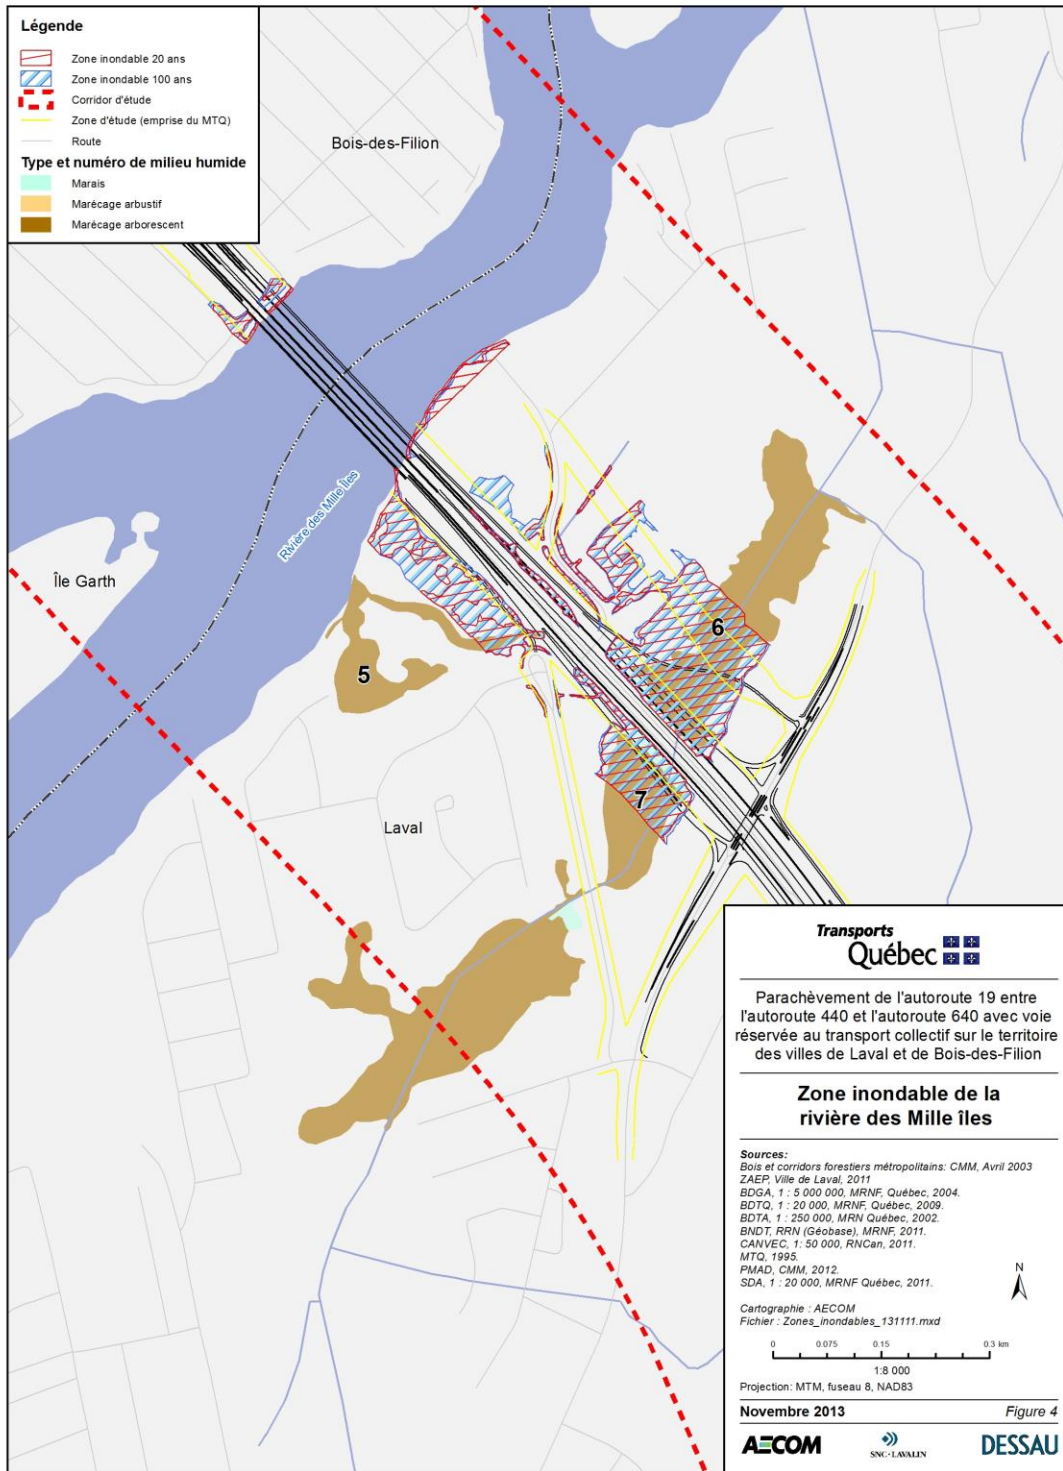 Légende
Zone inondable 20 ans
Zone inondable 100 ans
Corridor d'étude
Zone d'étude (emprise du MTQ)
Route
Type et numéro de milieu humide
Marais
Marécage arbustif
Marécage arborescent
Bois-des-Filion
Rivière des Mille Îles
Île Garth
5
6
7
Laval
Transports
Québec
Parachèvement de l'autoroute 19 entre
l'autoroute 440 et l'autoroute 640 avec voie
réservée au transport collectif sur le territoire
des villes de Laval et de Bois-des-Filion
Zone inondable de la
rivière des Mille îles
Sources:
Bois et corridors forestiers métropolitains: CMM, Avril 2003
ZAEP, Ville de Laval, 2011
BDGA, 1 : 5 000 000, MRNF, Québec, 2004.
BDTQ, 1 : 20 000, MRNF, Québec, 2009.
BDTA, 1 : 250 000, MRN Québec, 2002.
BNDT, RRN (Géobase), MRNF, 2011.
CANVEC, 1: 50 000, RNCan, 2011.
MTQ, 1995.
PMAD, CMM, 2012.
SDA, 1 : 20 000, MRNF Québec, 2011.
N
Cartographie : AECOM
Fichier : Zones_inondables_131111.mxd
0 0.075 0.15 0.3 km
1:8 000
Projection: MTM, fuseau 8, NAD83
Novembre 2013 Figure 4
AECOM SNC·LAVALIN DESSAU